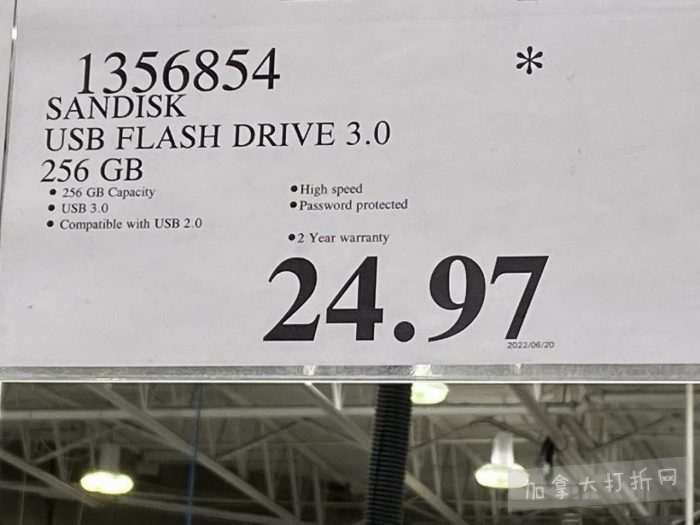 1356854 *
SANDISK
USB FLASH DRIVE 3.0
256 GB
• 256 GB Capacity
• USB 3.0
• Compatible with USB 2.0
• High speed
• Password protected
• 2 Year warranty
24.97
2022/06/20
加拿大打折网